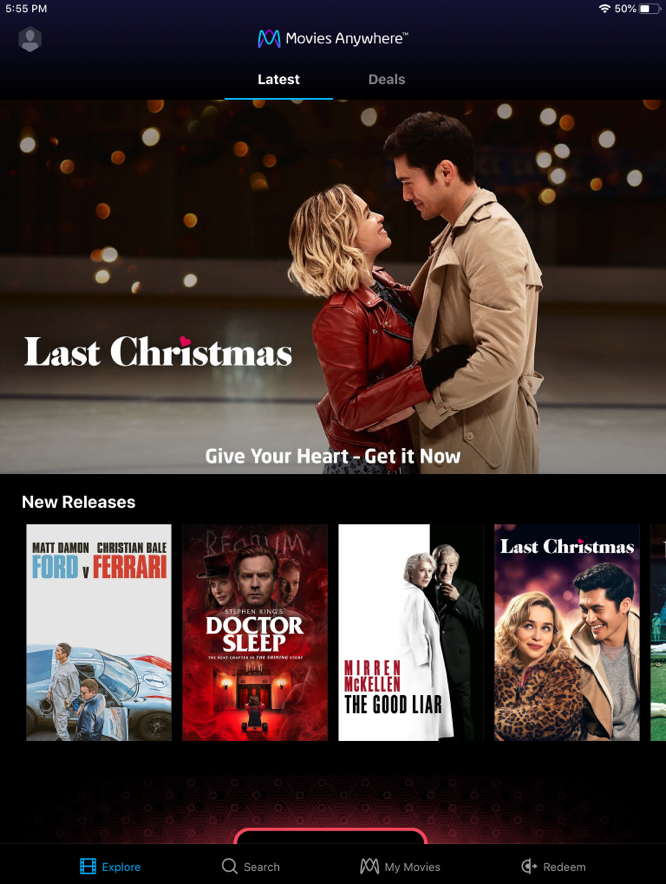 5:55 PM
50%
Movies Anywhere™
Latest
Deals
Last Christmas
Give Your Heart – Get it Now
New Releases
MATT DAMON CHRISTIAN BALE
FORD v FERRARI
REDRUM
STEPHEN KING'S
DOCTOR
SLEEP
THE NEXT CHAPTER IN THE SHINING STORY
MIRREN
McKELLEN
THE GOOD LIAR
Last Christmas
Explore
Search
My Movies
Redeem